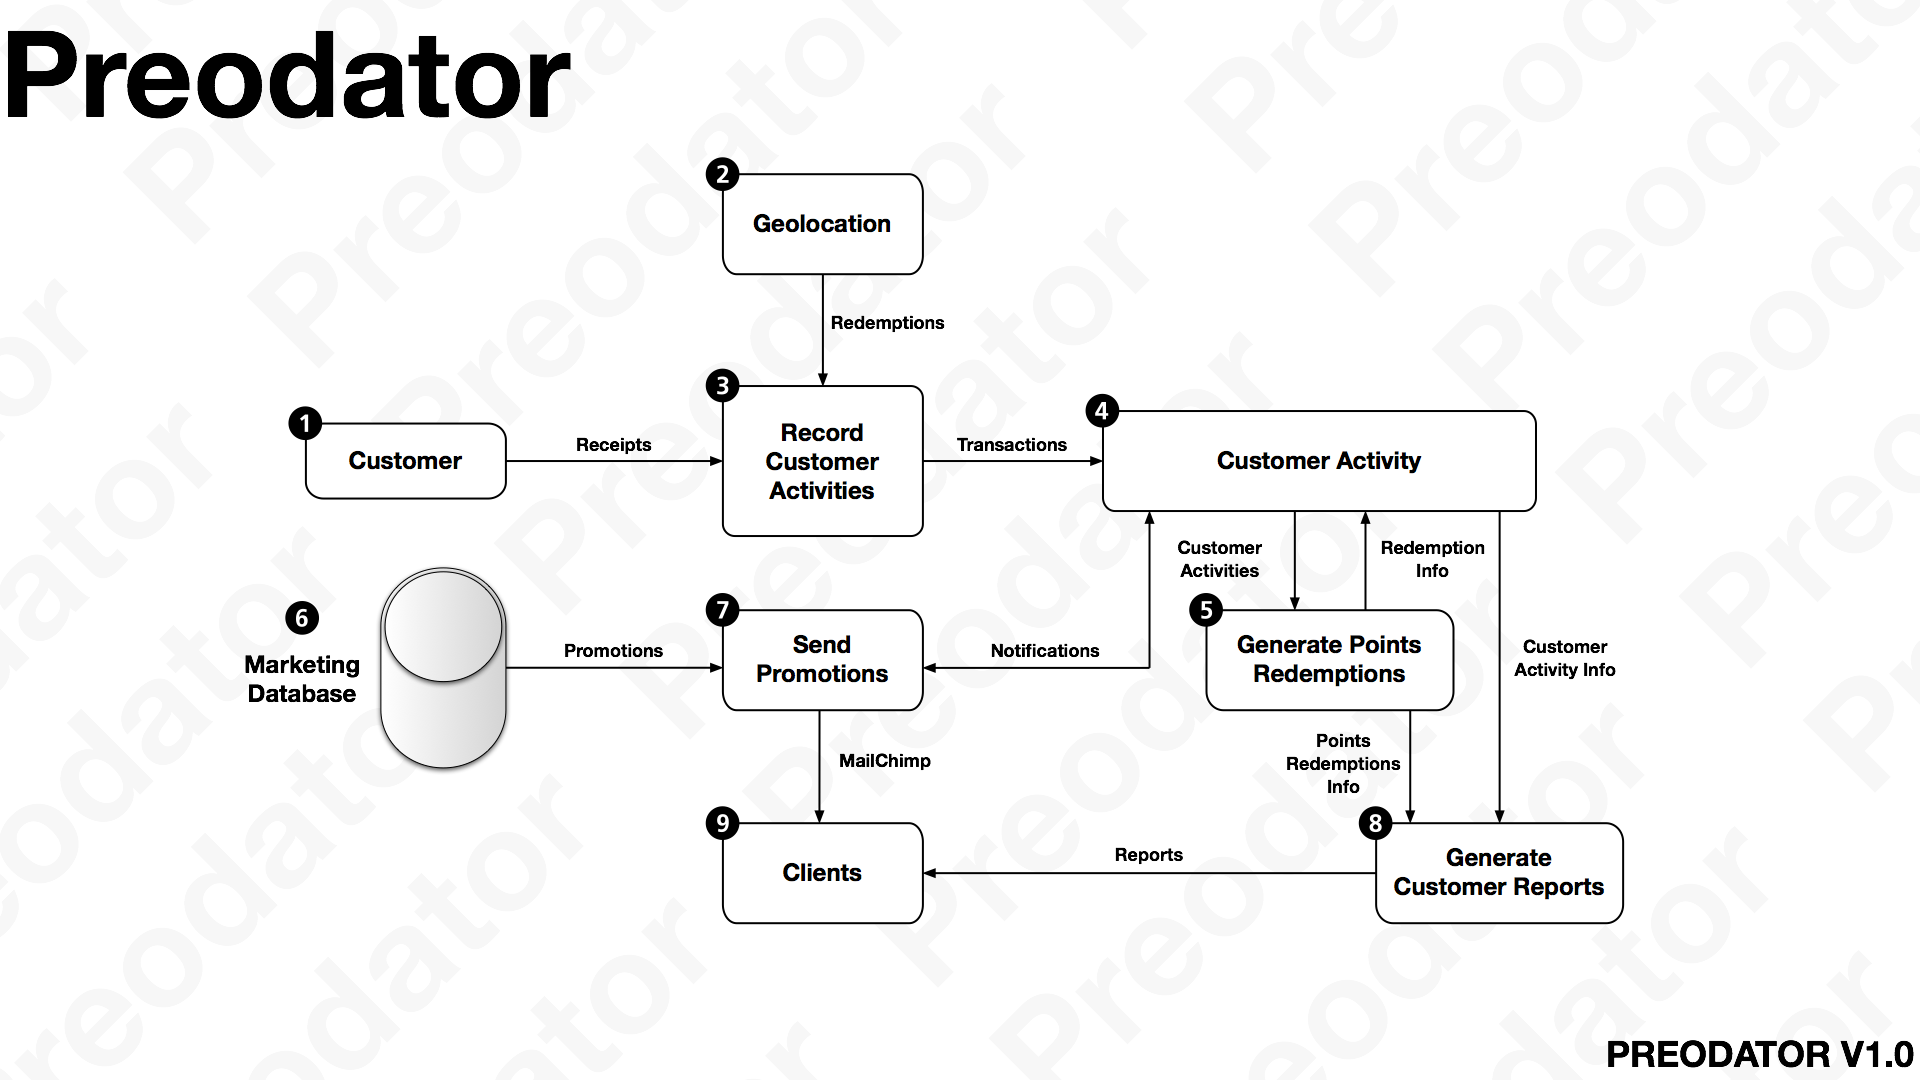 Preodator
2
Geolocation
Redemptions
3
Record
Customer
Activities
1
Customer
Receipts
Transactions
4
Customer Activity
Customer
Activities
Redemption
Info
6
Marketing
Database
Promotions
7
Send
Promotions
Notifications
5
Generate Points
Redemptions
Customer
Activity Info
MailChimp
Points
Redemptions
Info
9
Clients
Reports
8
Generate
Customer Reports
PREODATOR V1.0